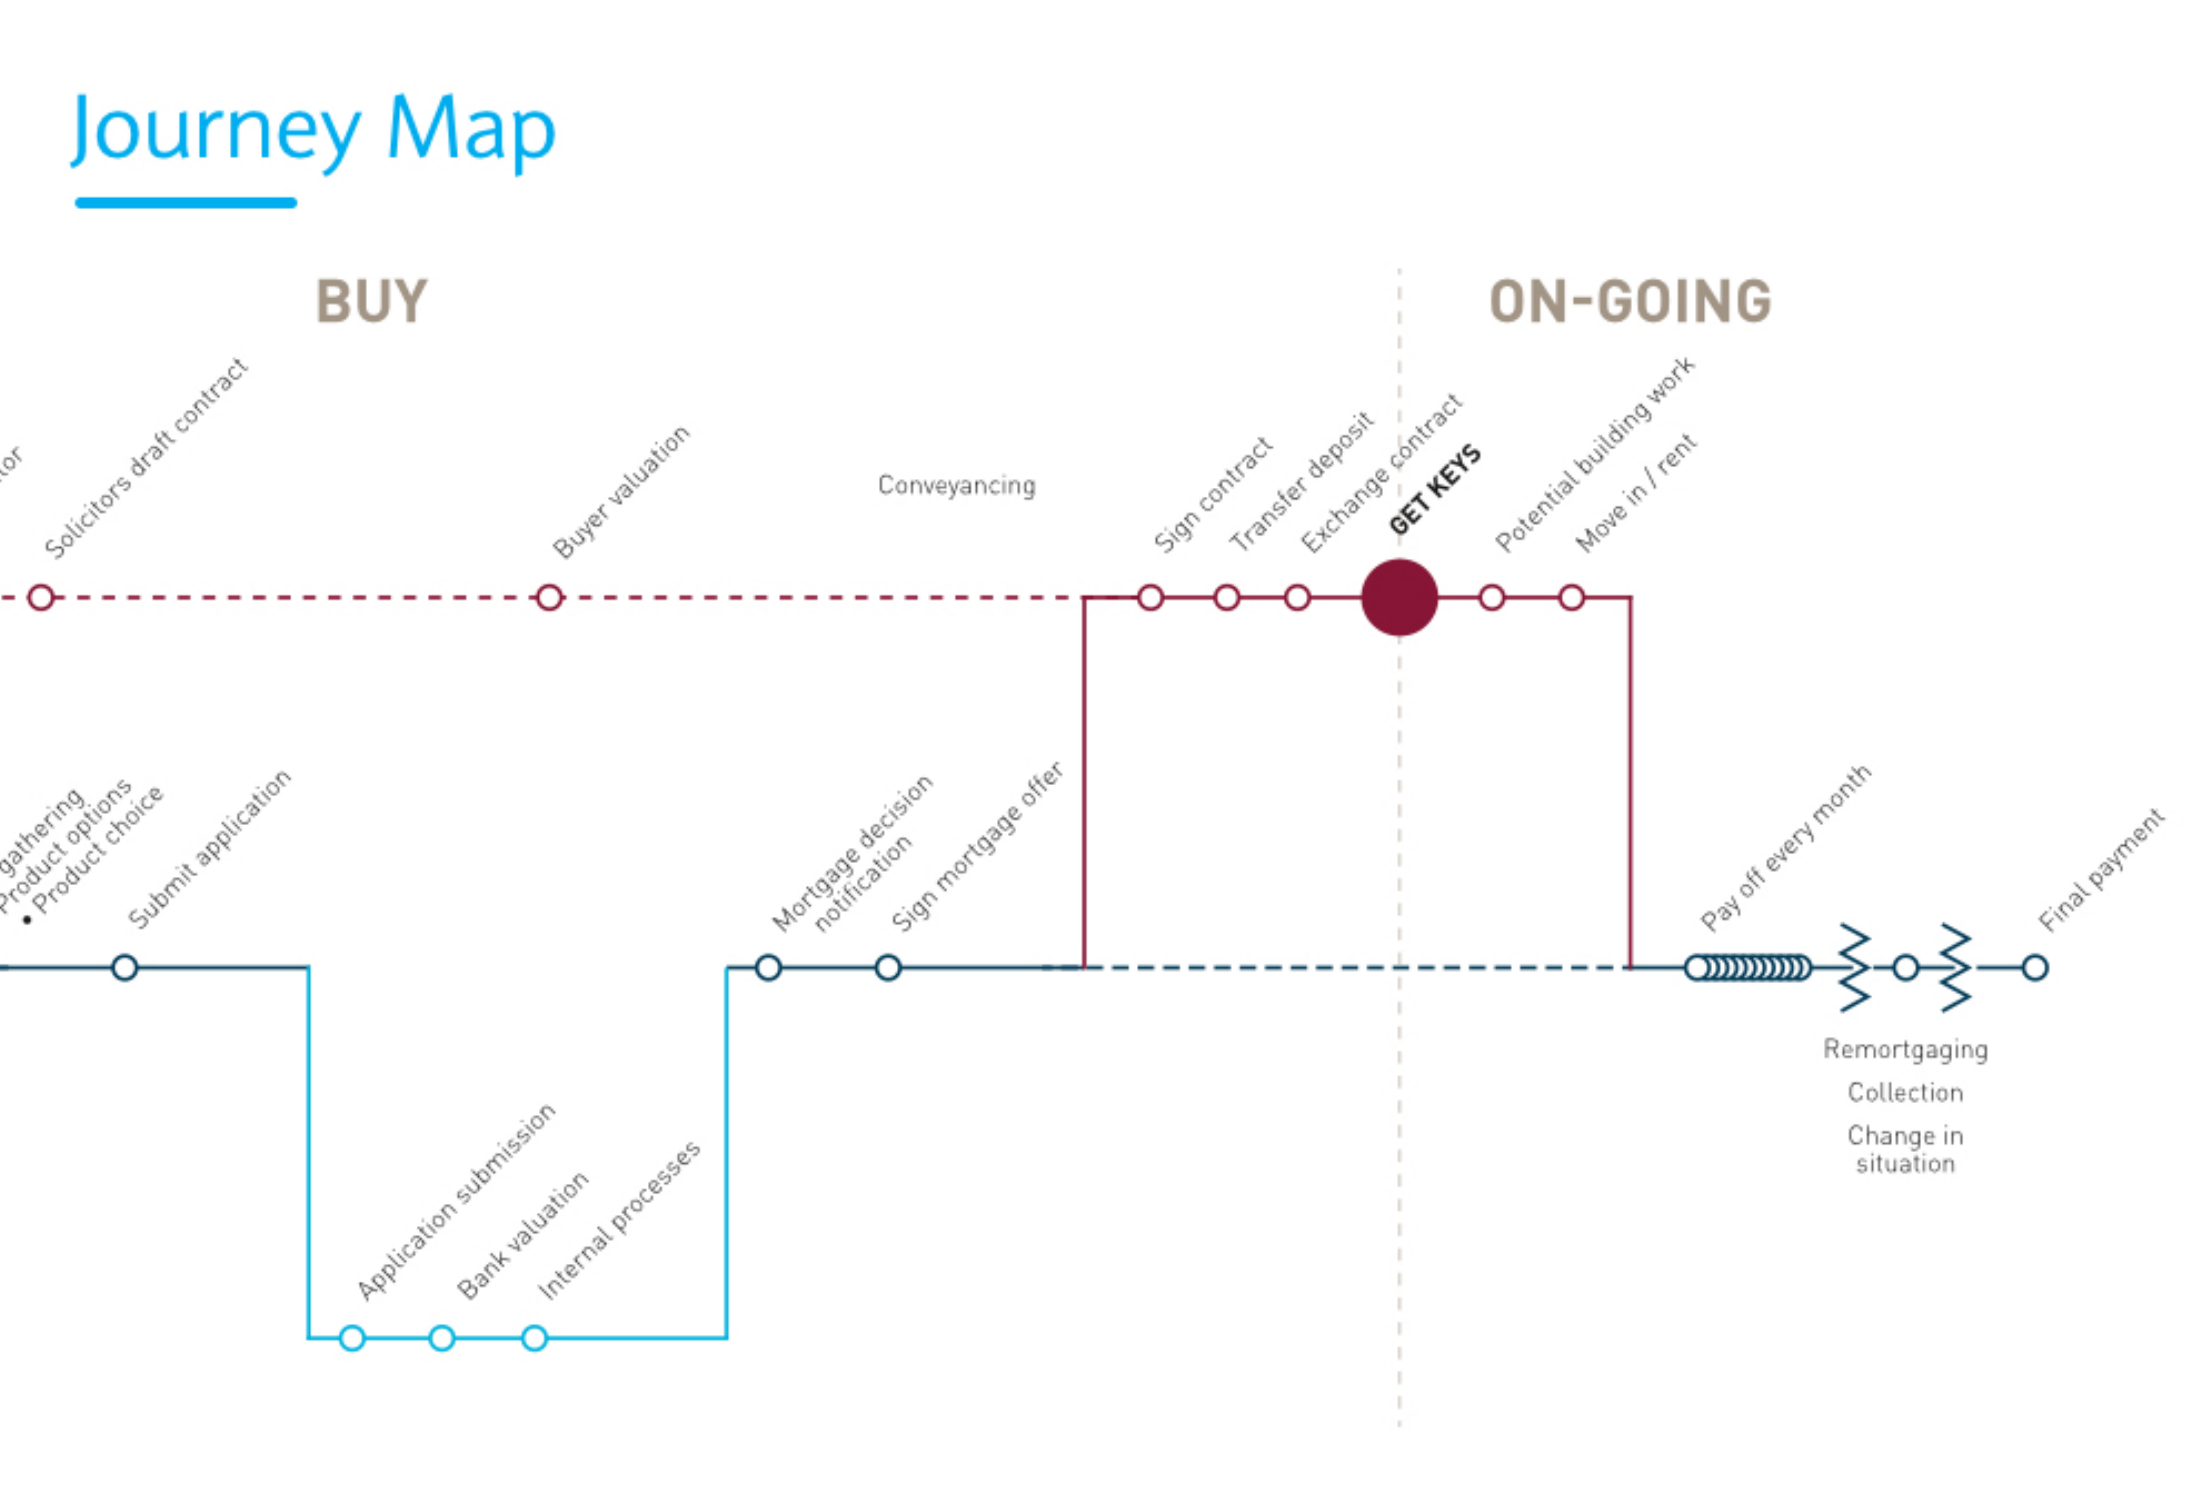 Journey Map
BUY
ON-GOING
Solicitors draft contract
Buyer valuation
Conveyancing
Sign contract
Transfer deposit
Exchange contract
GET KEYS
Potential building work
Move in / rent
gathering
Product options
• Product choice
Submit application
Mortgage decision
notification
Sign mortgage offer
Pay off every month
Final payment
Remortgaging
Collection
Change in
situation
Application submission
Bank valuation
Internal processes